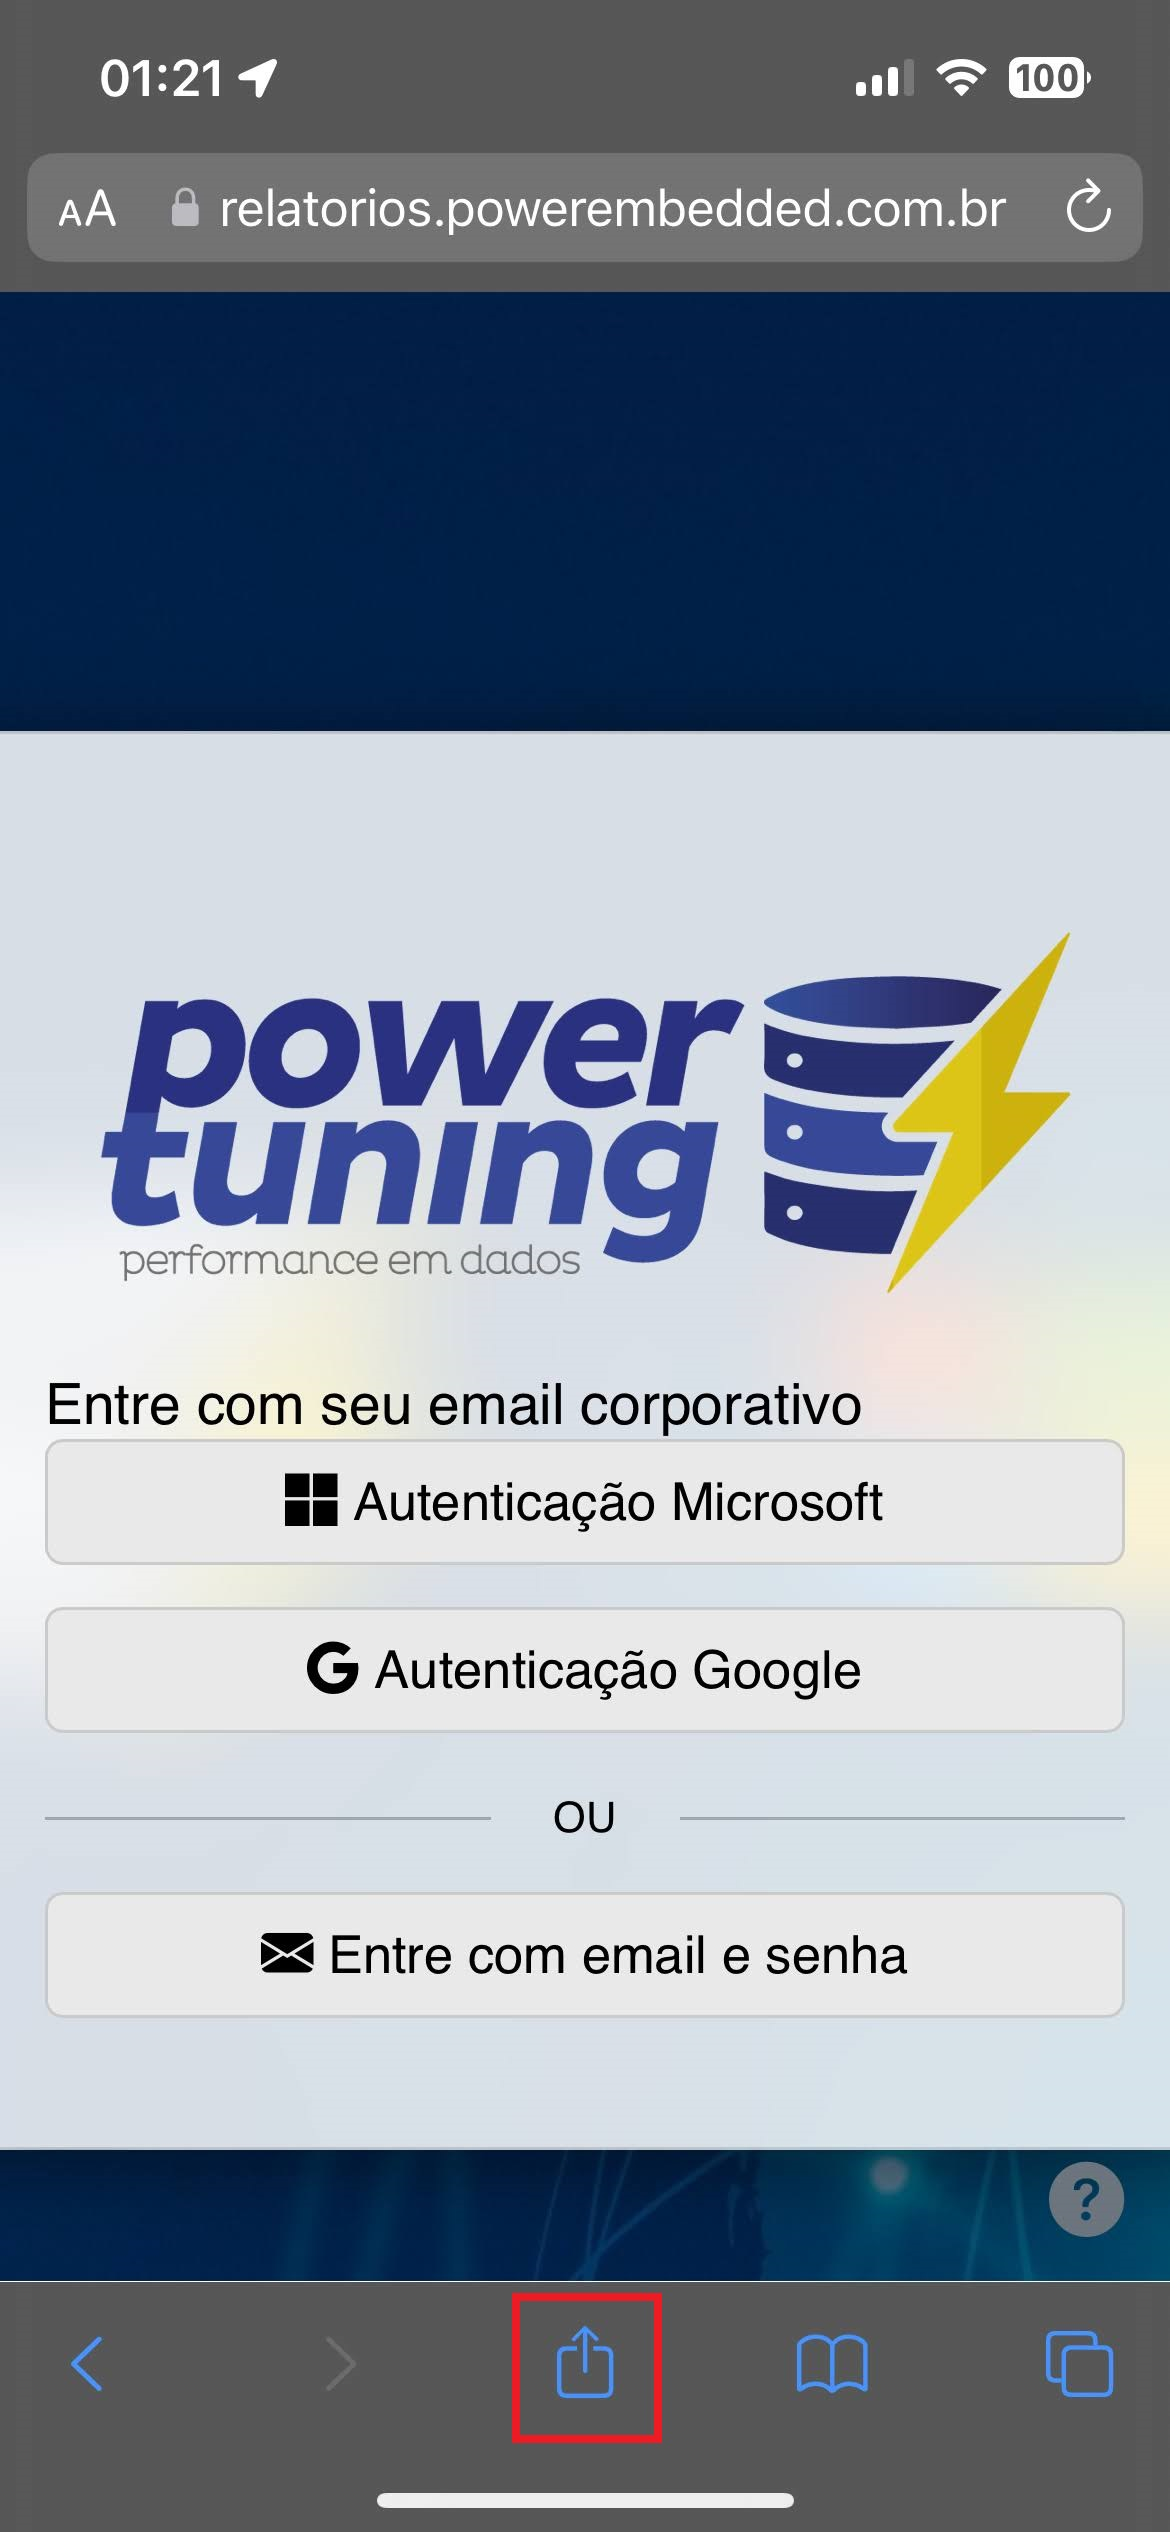 01:21
100
AA relatorios.powerembedded.com.br
power
tuning
performance em dados
Entre com seu email corporativo
Autenticação Microsoft
G Autenticação Google
OU
Entre com email e senha
?